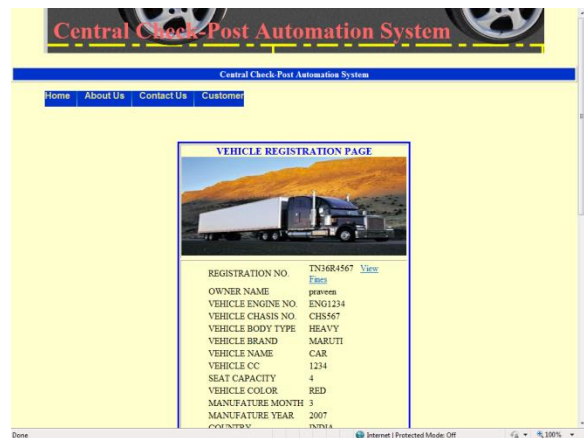 Central Check-Post Automation System
Central Check-Post Automation System
Home About Us Contact Us Customer
VEHICLE REGISTRATION PAGE
REGISTRATION NO. TN36R4567 View
Fines
OWNER NAME praveen
VEHICLE ENGINE NO. ENG1234
VEHICLE CHASIS NO. CHS567
VEHICLE BODY TYPE HEAVY
VEHICLE BRAND MARUTI
VEHICLE NAME CAR
VEHICLE CC 1234
SEAT CAPACITY 4
VEHICLE COLOR RED
MANUFATURE MONTH 3
MANUFATURE YEAR 2007
COUNTRY INDIA
Done Internet | Protected Mode: Off 100%